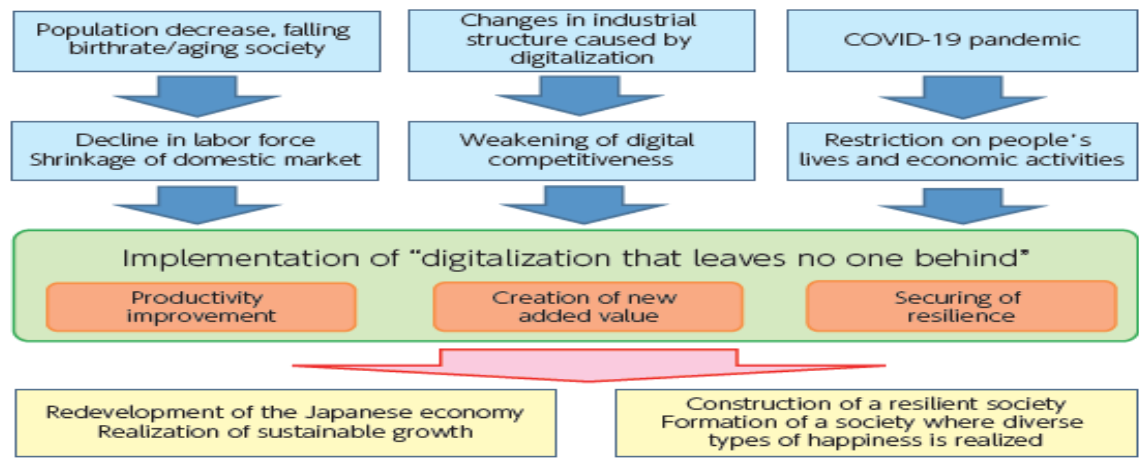 Population decrease, falling
birthrate/aging society
Changes in industrial
structure caused by
digitalization
COVID-19 pandemic
Decline in labor force
Shrinkage of domestic market
Weakening of digital
competitiveness
Restriction on people's
lives and economic activities
Implementation of “digitalization that leaves no one behind”
Productivity
improvement
Creation of new
added value
Securing of
resilience
Redevelopment of the Japanese economy
Realization of sustainable growth
Construction of a resilient society
Formation of a society where diverse
types of happiness is realized